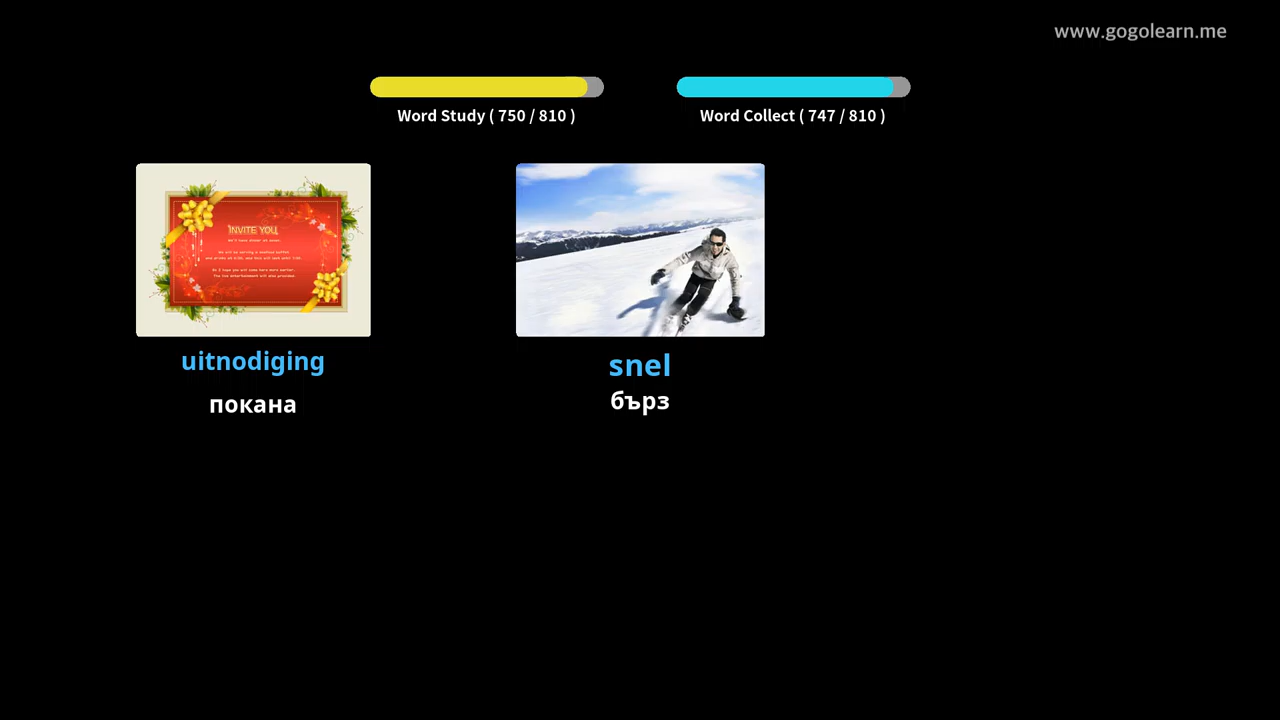 www.gogolearn.me
Word Study ( 750 / 810 )
Word Collect ( 747 / 810 )
INVITE YOU
uitnodiging
покана
snel
бърз